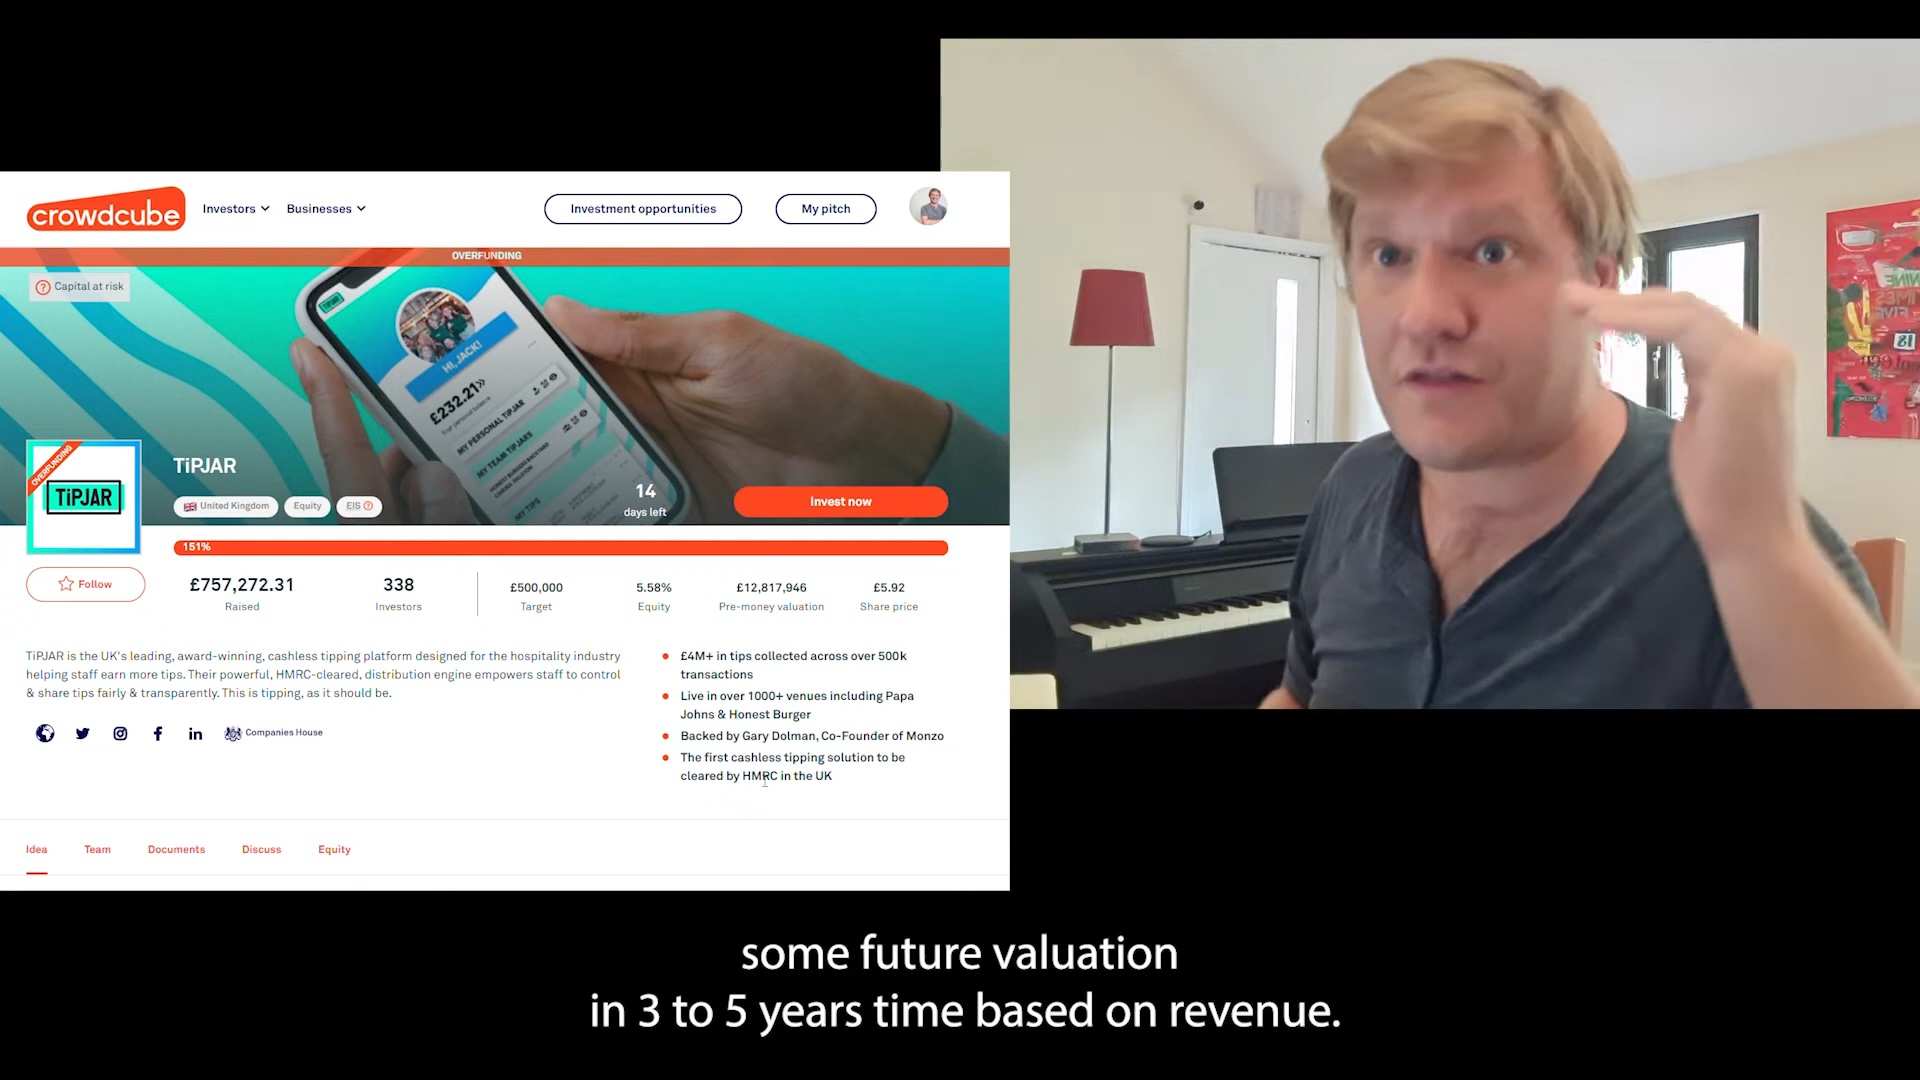 crowdcube
Investors
Businesses
Investment opportunities
My pitch
OVERFUNDING
Capital at risk
TiPJAR
HI, JACK!
£232.21
Your personal balance
MY PERSONAL TiPJAR
MY TEAM TiPJARS
MY TIPS
OVERFUNDING
TiPJAR
TiPJAR
United Kingdom
Equity
EIS
14
days left
Invest now
151%
Follow
£757,272.31
Raised
338
Investors
£500,000
Target
5.58%
Equity
£12,817,946
Pre-money valuation
£5.92
Share price
TiPJAR is the UK's leading, award-winning, cashless tipping platform designed for the hospitality industry
helping staff earn more tips. Their powerful, HMRC-cleared, distribution engine empowers staff to control
& share tips fairly & transparently. This is tipping, as it should be.
Companies House
£4M+ in tips collected across over 500k
transactions
Live in over 1000+ venues including Papa
Johns & Honest Burger
Backed by Gary Dolman, Co-Founder of Monzo
The first cashless tipping solution to be
cleared by HMRC in the UK
Idea
Team
Documents
Discuss
Equity
some future valuation
in 3 to 5 years time based on revenue.